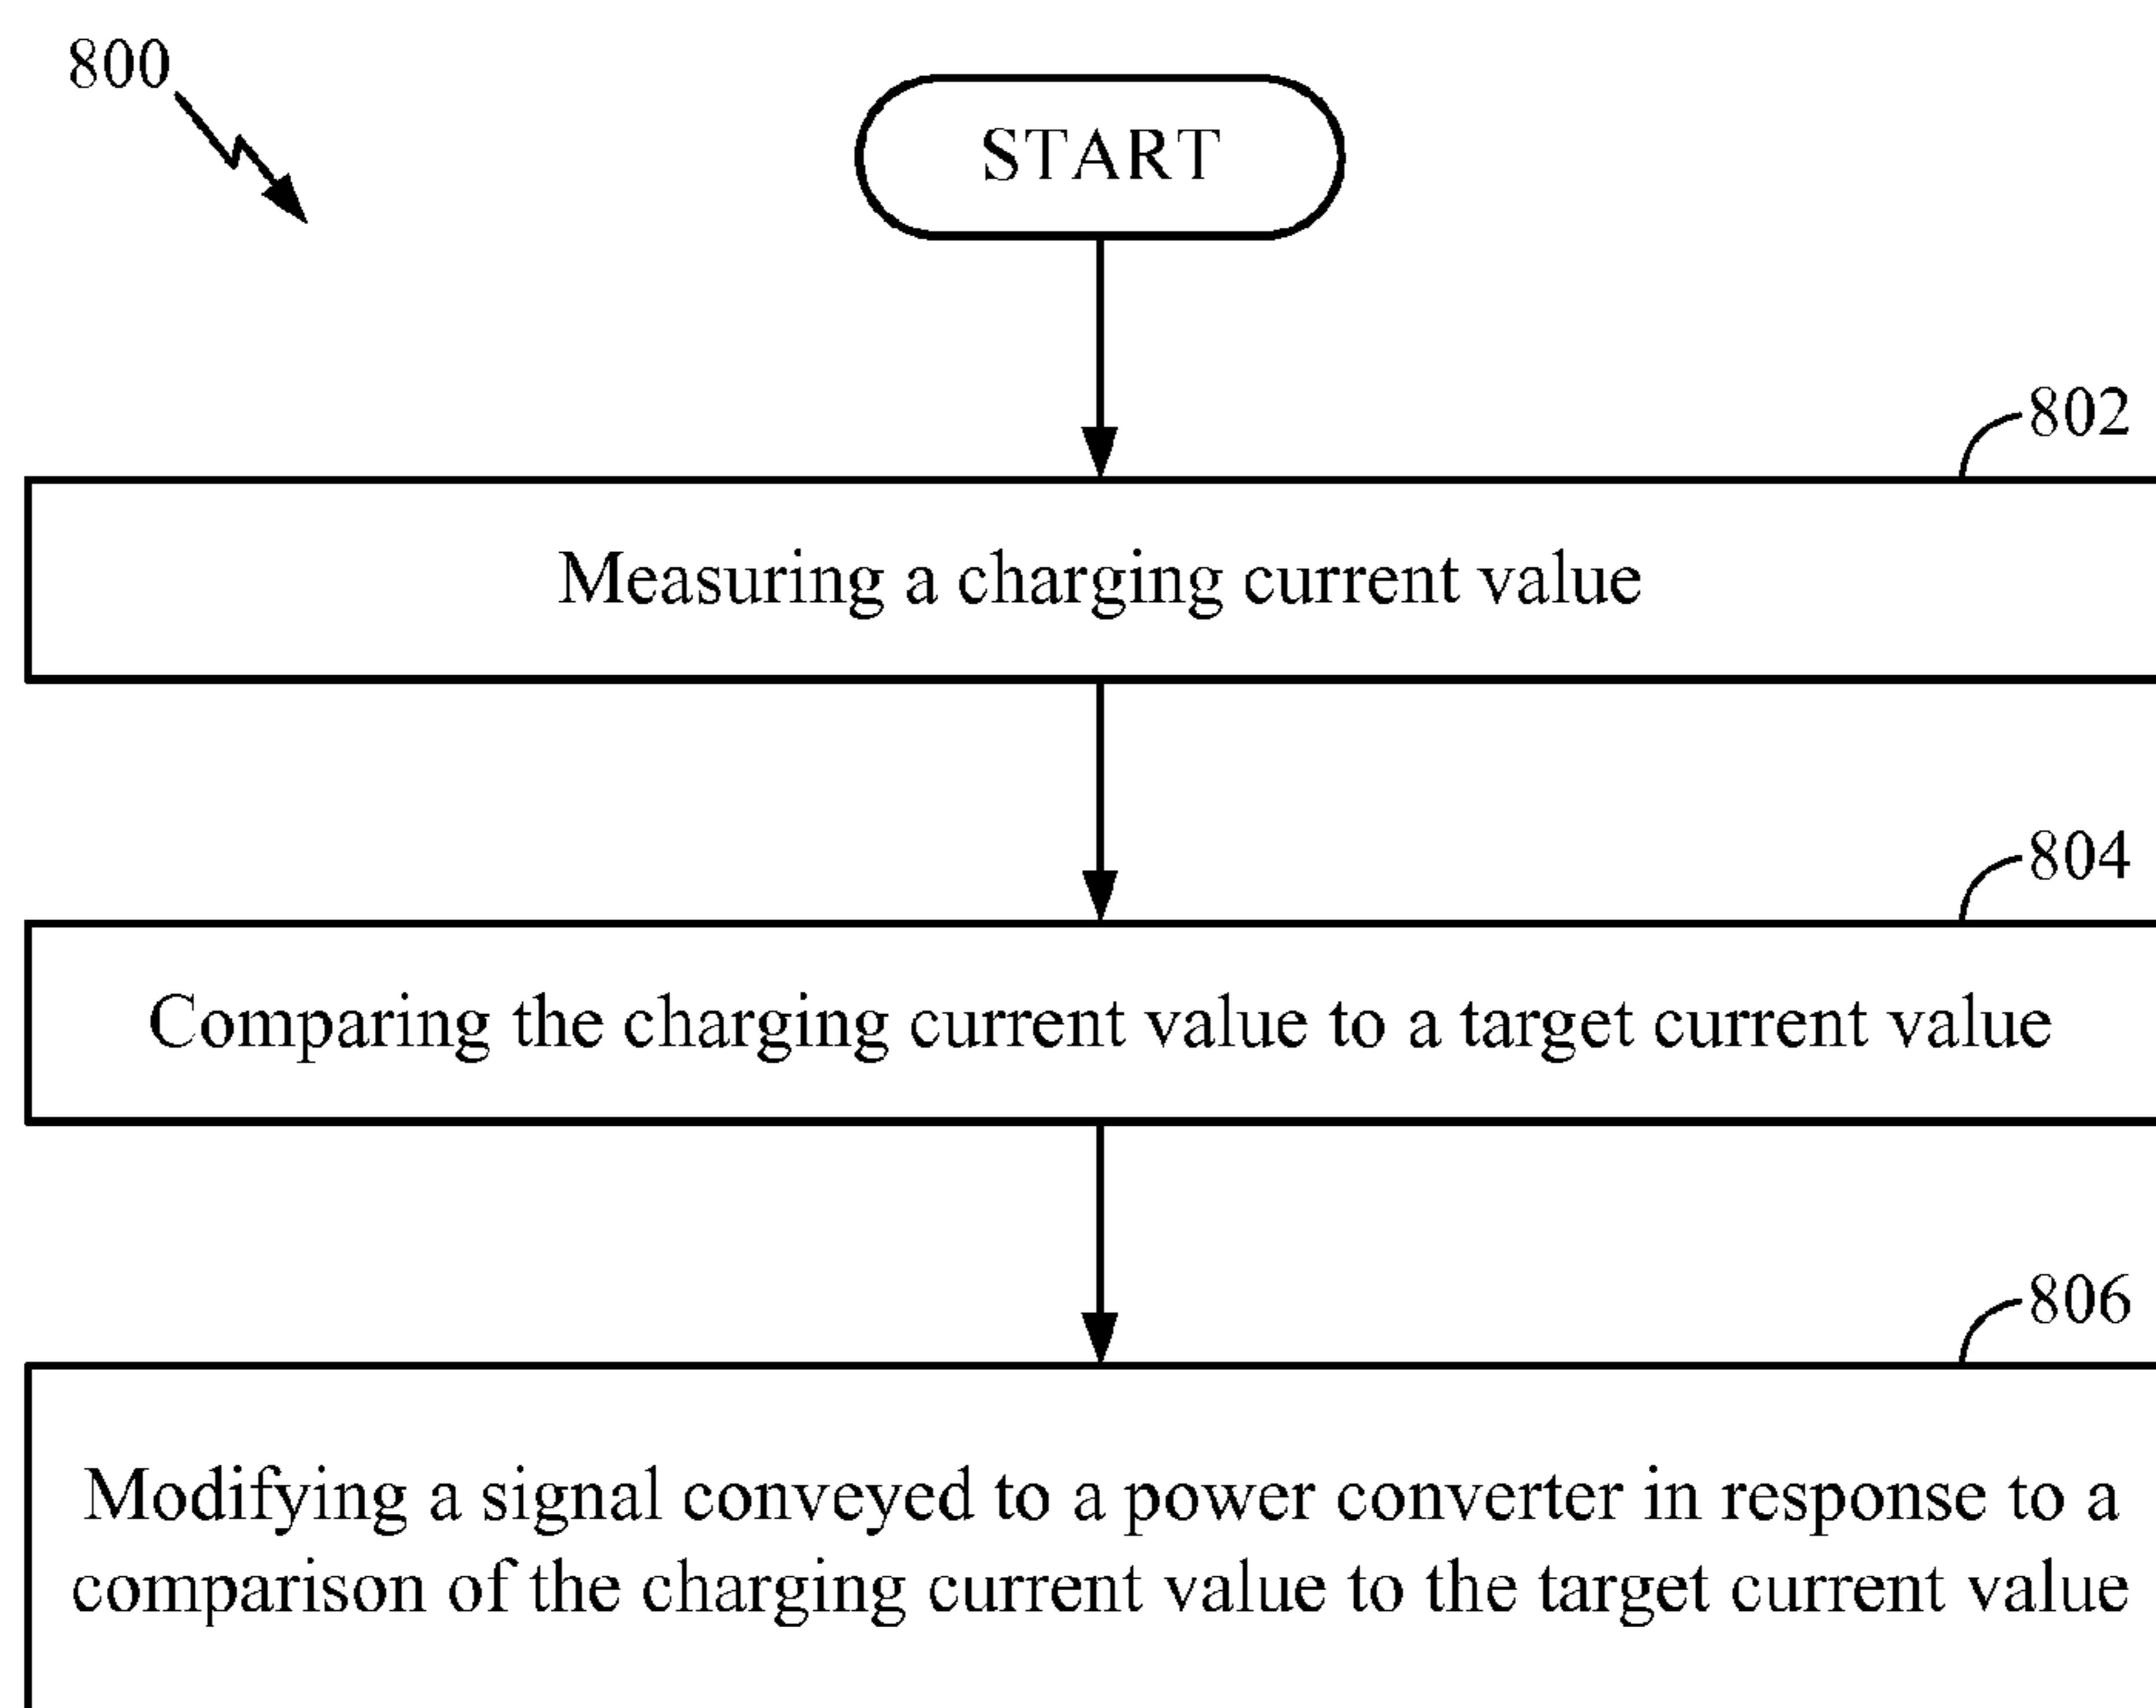 800
START
802
Measuring a charging current value
804
Comparing the charging current value to a target current value
806
Modifying a signal conveyed to a power converter in response to a
comparison of the charging current value to the target current value